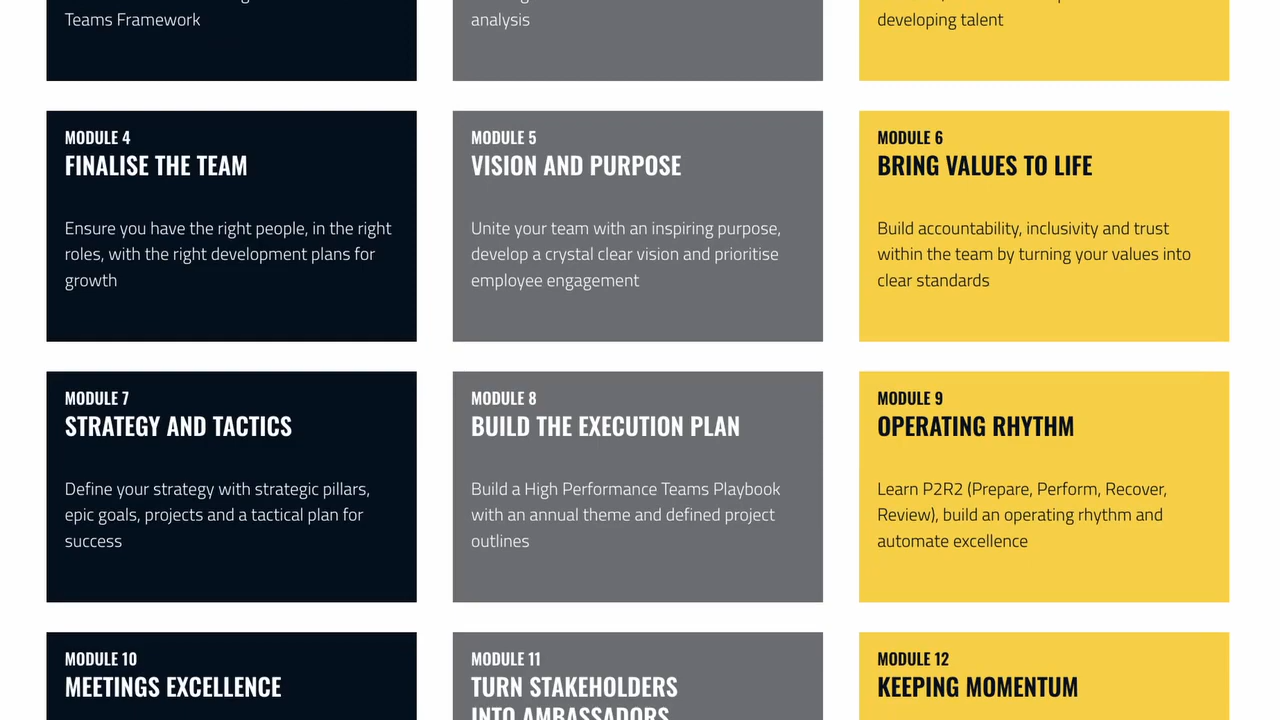 Teams Framework
analysis
developing talent
MODULE 4
FINALISE THE TEAM
Ensure you have the right people, in the right
roles, with the right development plans for
growth
MODULE 5
VISION AND PURPOSE
Unite your team with an inspiring purpose,
develop a crystal clear vision and prioritise
employee engagement
MODULE 6
BRING VALUES TO LIFE
Build accountability, inclusivity and trust
within the team by turning your values into
clear standards
MODULE 7
STRATEGY AND TACTICS
Define your strategy with strategic pillars,
epic goals, projects and a tactical plan for
success
MODULE 8
BUILD THE EXECUTION PLAN
Build a High Performance Teams Playbook
with an annual theme and defined project
outlines
MODULE 9
OPERATING RHYTHM
Learn P2R2 (Prepare, Perform, Recover,
Review), build an operating rhythm and
automate excellence
MODULE 10
MEETINGS EXCELLENCE
MODULE 11
TURN STAKEHOLDERS
INTO AMBASSADORS
MODULE 12
KEEPING MOMENTUM